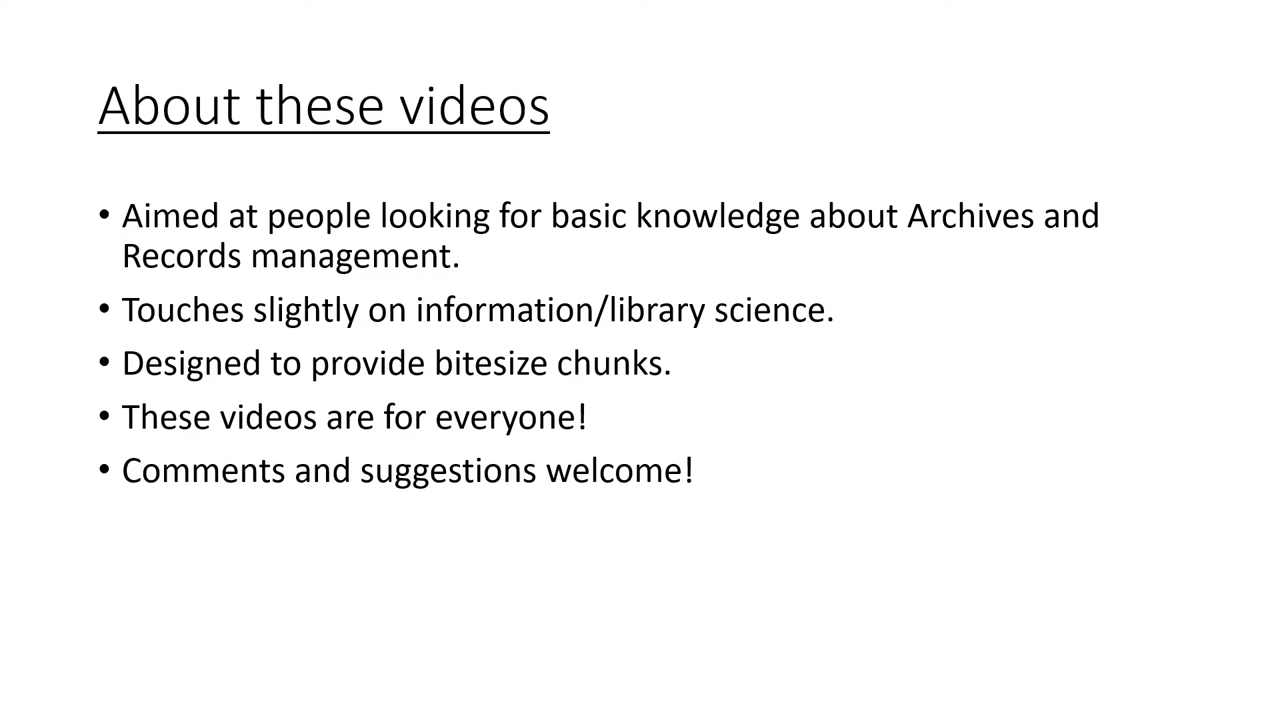 About these videos
• Aimed at people looking for basic knowledge about Archives and
Records management.
• Touches slightly on information/library science.
• Designed to provide bitesize chunks.
• These videos are for everyone!
• Comments and suggestions welcome!